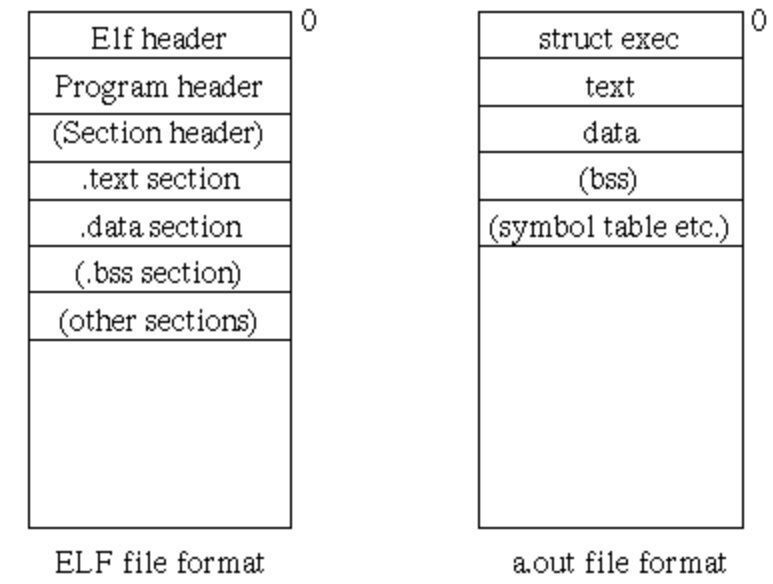 Elf header
0
Program header
(Section header)
.text section
.data section
(.bss section)
(other sections)
ELF file format
struct exec
0
text
data
(bss)
(symbol table etc.)
a.out file format